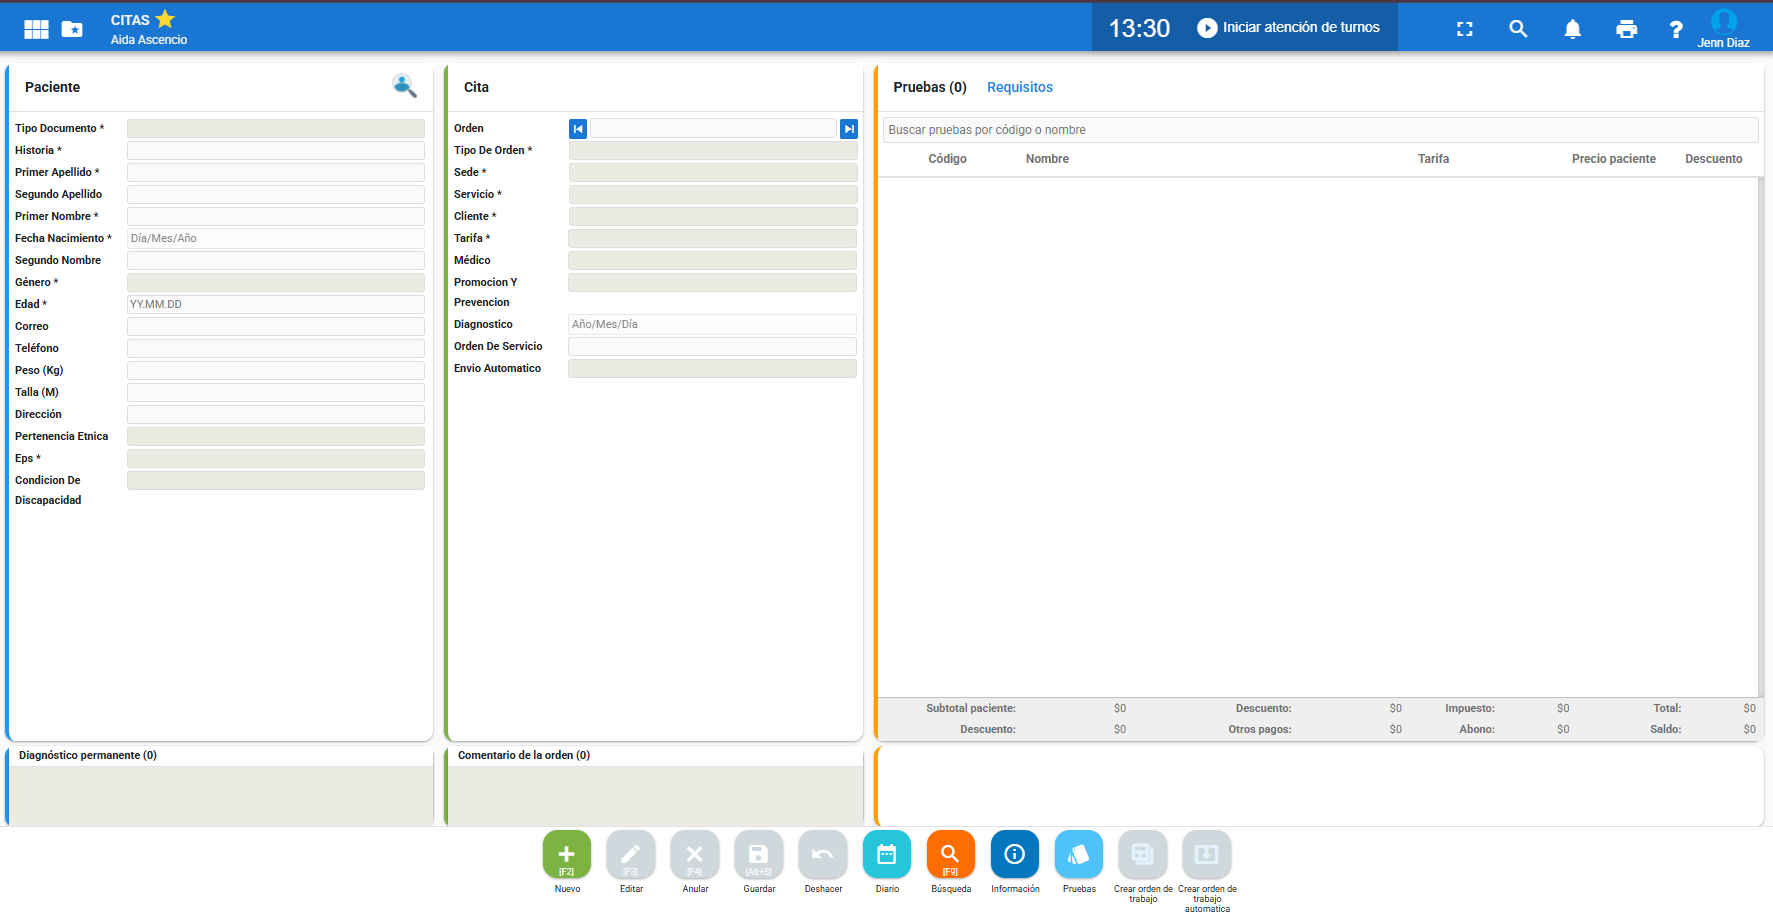 CITAS
Aida Ascencio
13:30
Iniciar atención de turnos
Jenn Diaz
Paciente
Tipo Documento *
Historia *
Primer Apellido *
Segundo Apellido
Primer Nombre *
Fecha Nacimiento * Día/Mes/Año
Segundo Nombre
Género *
Edad * YY.MM.DD
Correo
Teléfono
Peso (Kg)
Talla (M)
Dirección
Pertenencia Etnica
Eps *
Condicion De
Discapacidad
Diagnóstico permanente (0)
Cita
Orden
Tipo De Orden *
Sede *
Servicio *
Cliente *
Tarifa *
Médico
Promocion Y
Prevencion
Diagnostico Año/Mes/Día
Orden De Servicio
Envio Automatico
Comentario de la orden (0)
Pruebas (0) Requisitos
Buscar pruebas por código o nombre
Código Nombre Tarifa Precio paciente Descuento
Subtotal paciente: $0 Descuento: $0 Impuesto: $0 Total: $0
Descuento: $0 Otros pagos: $0 Abono: $0 Saldo: $0
[F2] [F3] [F4] [Alt+S] [F9]
Nuevo Editar Anular Guardar Deshacer Diario Búsqueda Información Pruebas Crear orden de Crear orden de
trabajo trabajo
automatica